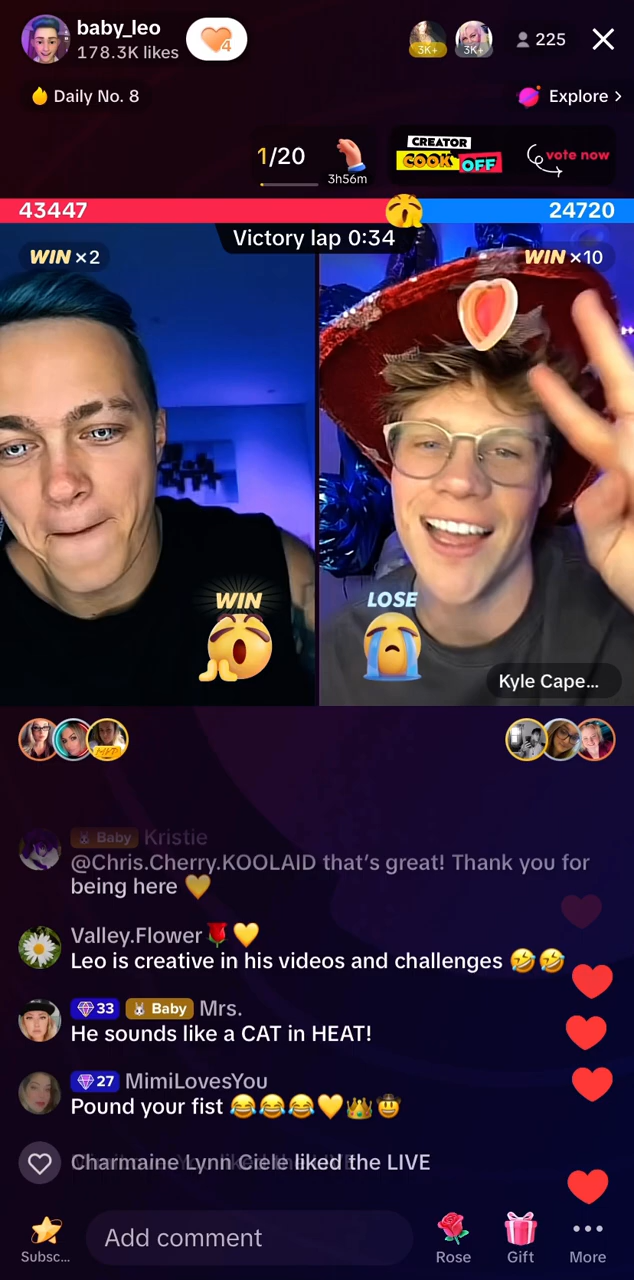 baby_leo
178.3K likes
4
3K+
3K+
225
Daily No. 8
Explore >
1/20
3h56m
CREATOR
COOK OFF
vote now
43447
24720
Victory lap 0:34
WIN ×2
WIN ×10
WIN
LOSE
Kyle Cape...
MVP
Baby Kristie
@Chris.Cherry.KOOLAID that's great! Thank you for
being here 💛
Valley.Flower🌹💛
Leo is creative in his videos and challenges 🤣🤣
33 Baby Mrs.
He sounds like a CAT in HEAT!
27 MimiLovesYou
Pound your fist 😂😂😂💛👑🤠
Charmaine Lynn Ciele liked the LIVE
Subsc...
Add comment
Rose
Gift
More